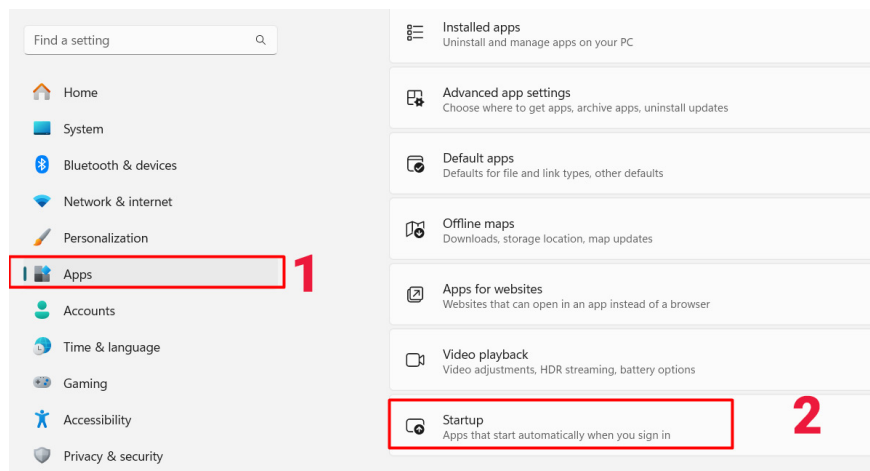 Find a setting
Home
System
Bluetooth & devices
Network & internet
Personalization
Apps
1
Accounts
Time & language
Gaming
Accessibility
Privacy & security
Installed apps
Uninstall and manage apps on your PC
Advanced app settings
Choose where to get apps, archive apps, uninstall updates
Default apps
Defaults for file and link types, other defaults
Offline maps
Downloads, storage location, map updates
Apps for websites
Websites that can open in an app instead of a browser
Video playback
Video adjustments, HDR streaming, battery options
Startup
Apps that start automatically when you sign in
2